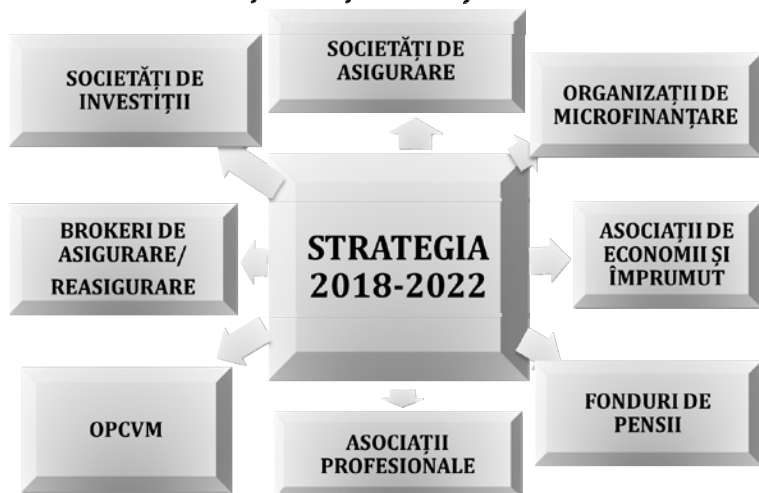 SOCIETĂȚI DE
INVESTIȚII
SOCIETĂȚI DE
ASIGURARE
ORGANIZAȚII DE
MICROFINANȚARE
BROKERI DE
ASIGURARE/
REASIGURARE
STRATEGIA
2018-2022
ASOCIAȚII DE
ECONOMII ȘI
ÎMPRUMUT
OPCVM
ASOCIAȚII
PROFESIONALE
FONDURI DE
PENSII